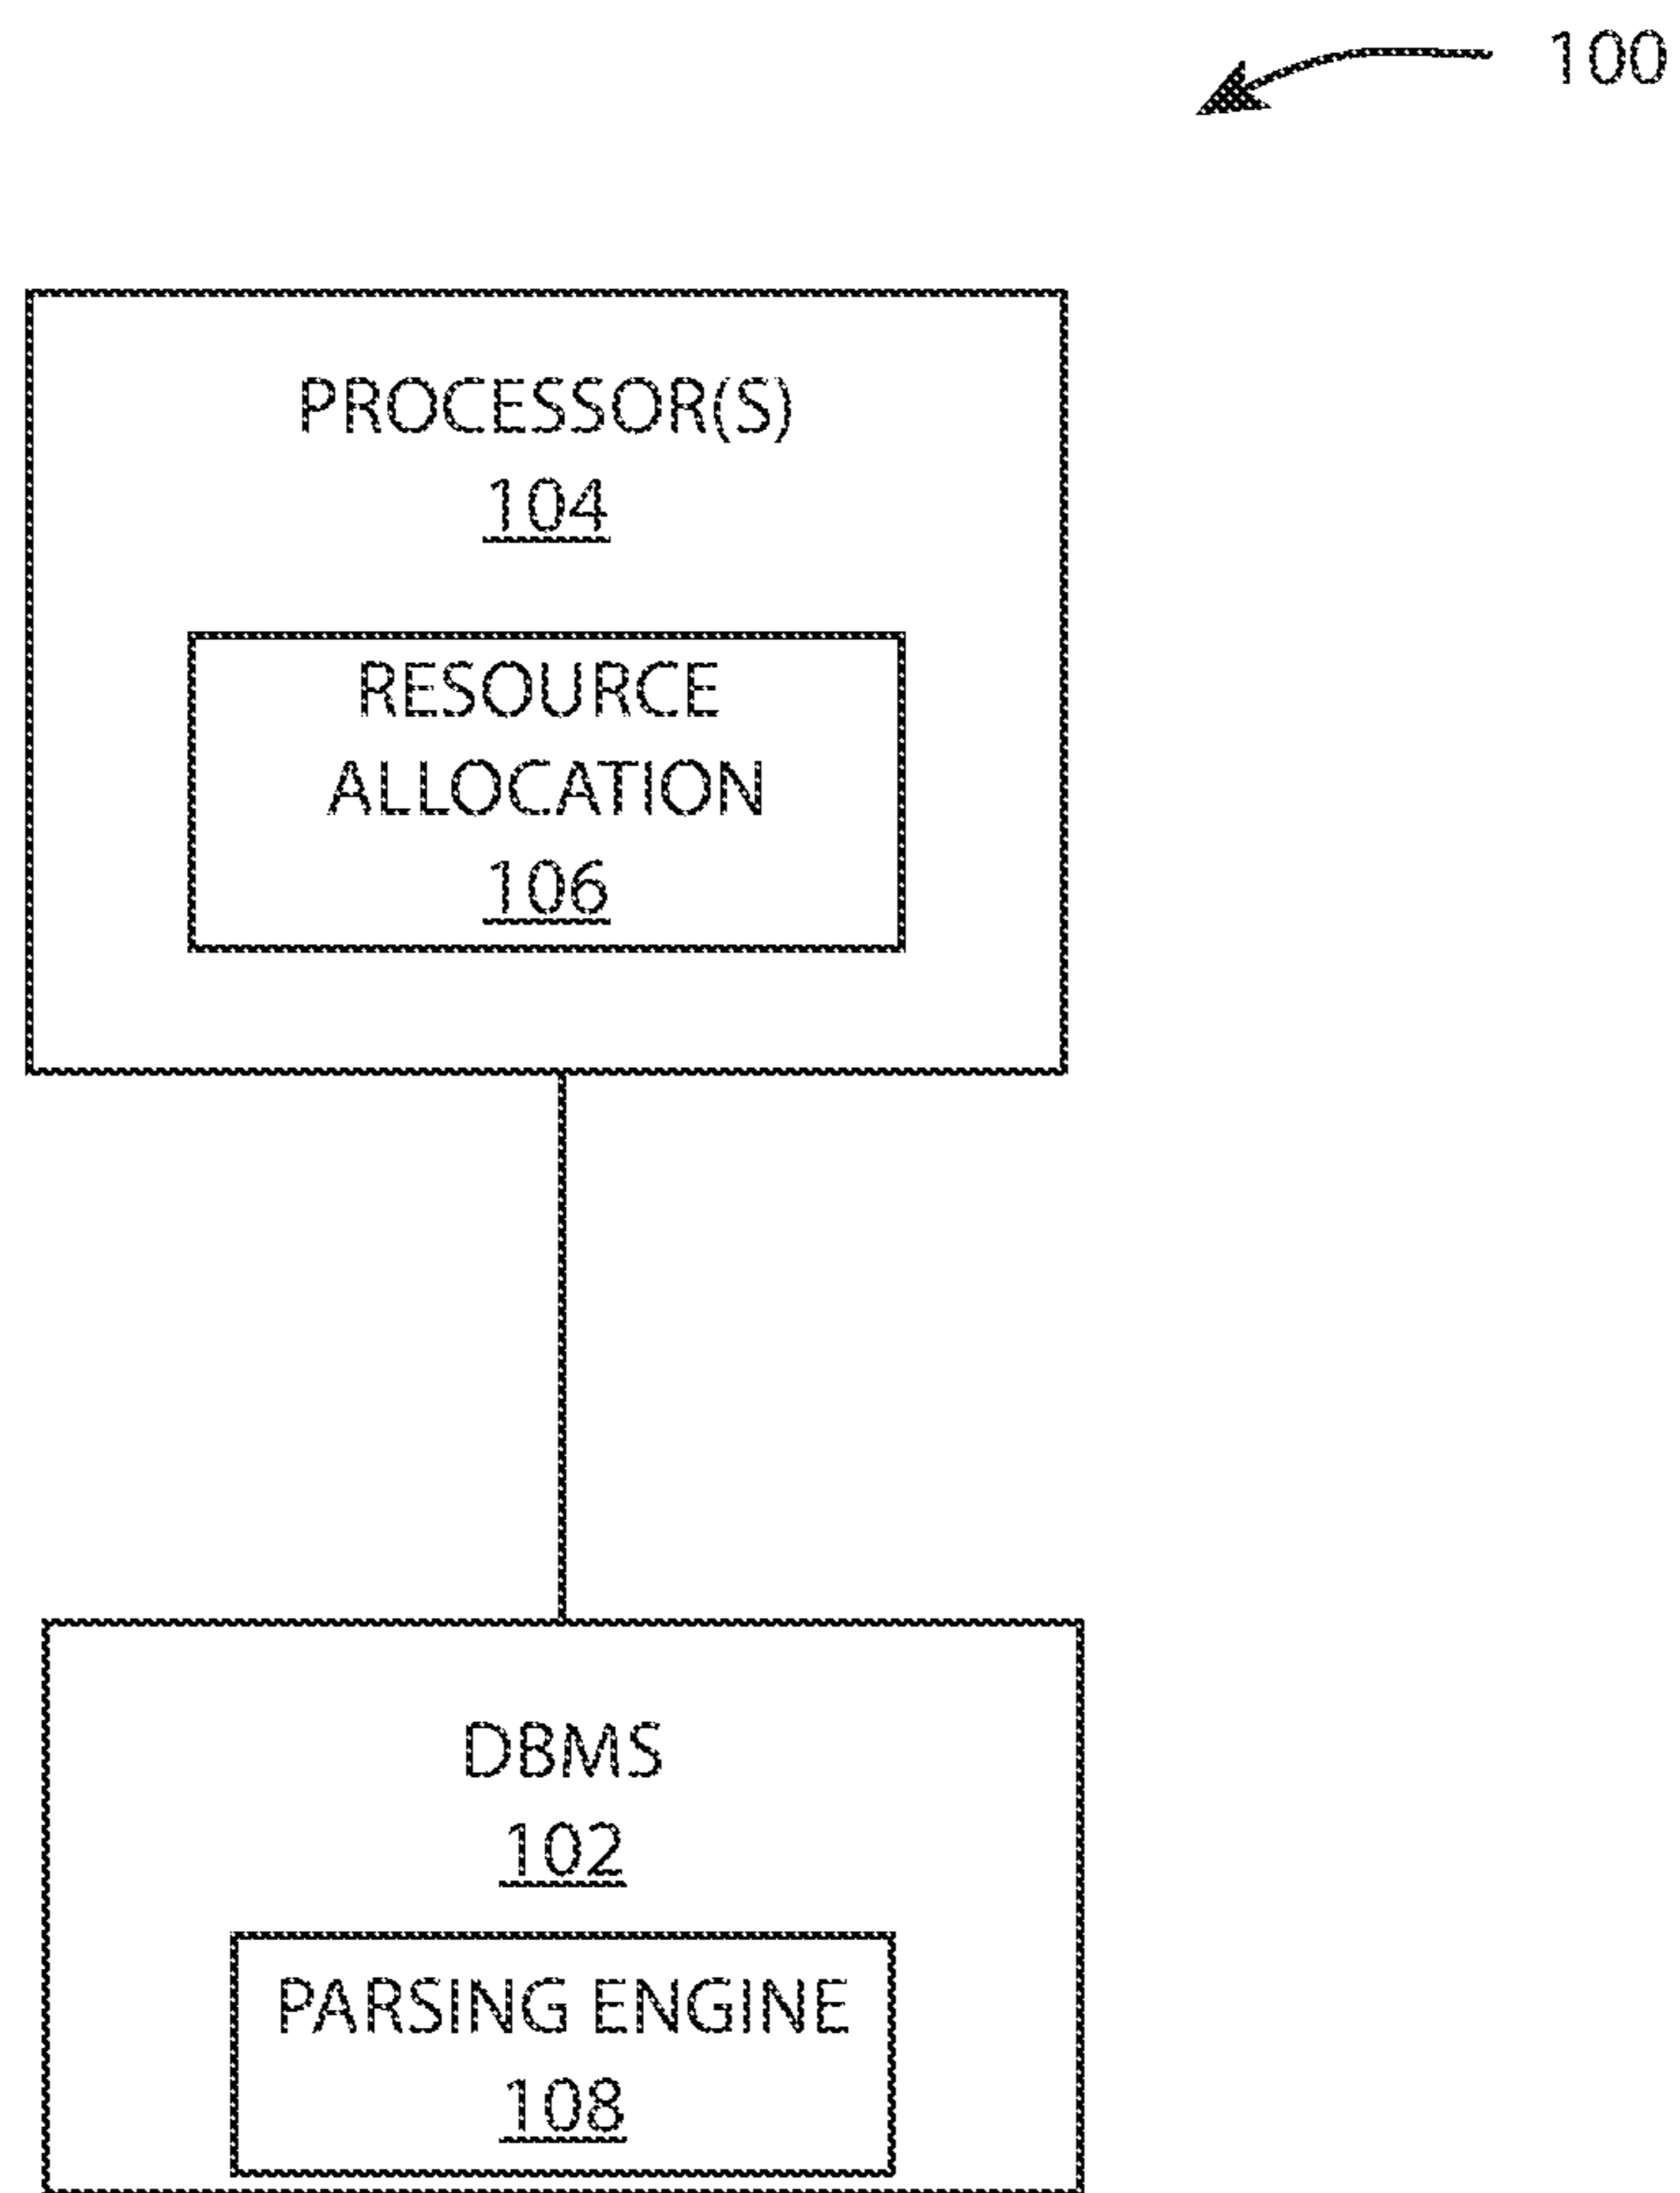 100
PROCESSOR(S)
104
RESOURCE
ALLOCATION
106
DBMS
102
PARSING ENGINE
108